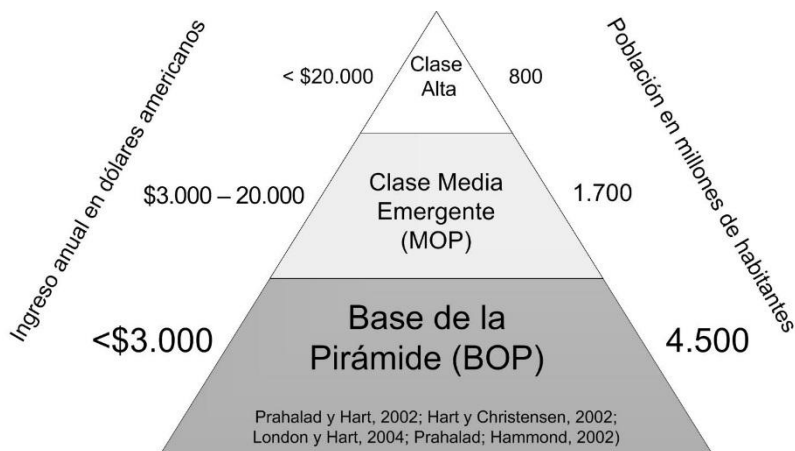 Ingreso anual en dólares americanos
Población en millones de habitantes
< $20.000
Clase
Alta
800
$3.000 – 20.000
Clase Media
Emergente
(MOP)
1.700
<$3.000
Base de la
Pirámide (BOP)
4.500
Prahalad y Hart, 2002; Hart y Christensen, 2002;
London y Hart, 2004; Prahalad; Hammond, 2002)